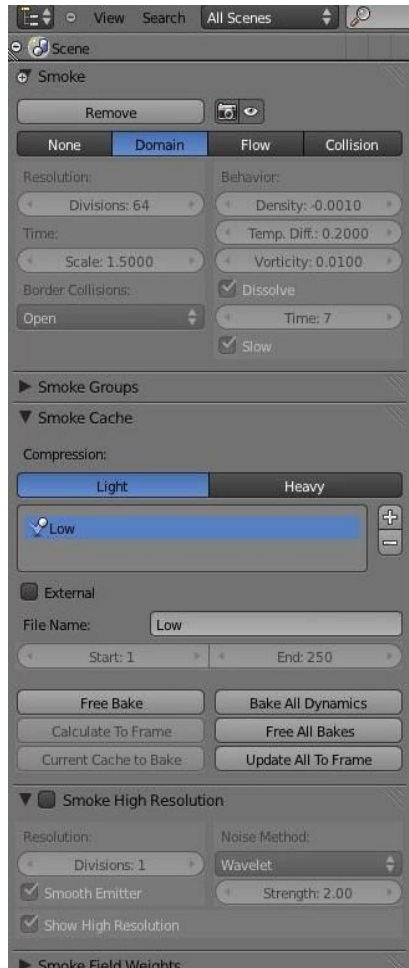 View Search All Scenes
Scene
Smoke
Remove
None Domain Flow Collision
Resolution: Behavior:
Divisions: 64 Density: -0.0010
Time: Temp. Diff.: 0.2000
Scale: 1.5000 Vorticity: 0.0100
Border Collisions: Dissolve
Open Time: 7
Slow
Smoke Groups
Smoke Cache
Compression:
Light Heavy
Low
External
File Name: Low
Start: 1 End: 250
Free Bake Bake All Dynamics
Calculate To Frame Free All Bakes
Current Cache to Bake Update All To Frame
Smoke High Resolution
Resolution: Noise Method:
Divisions: 1 Wavelet
Smooth Emitter Strength: 2.00
Show High Resolution
Smoke Field Weights